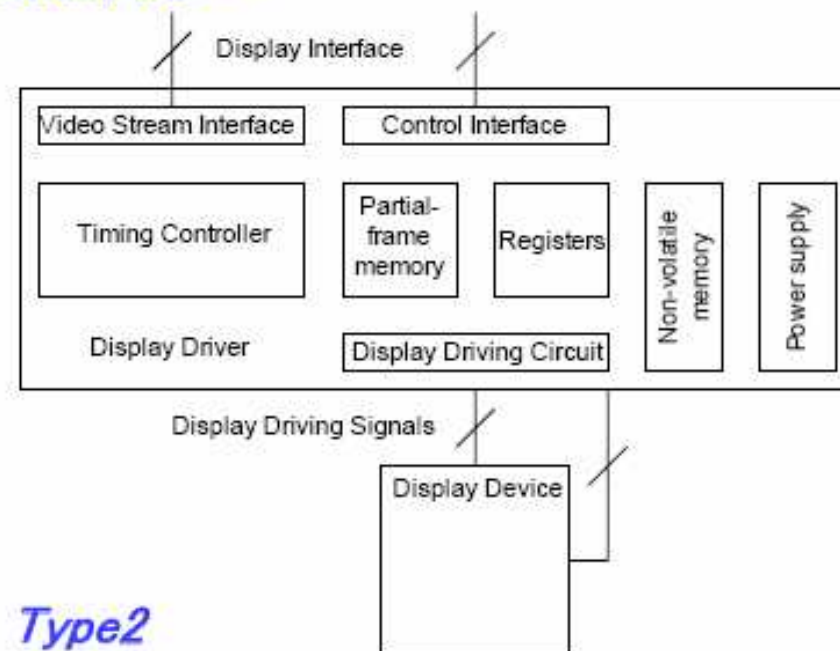 Display Interface
Video Stream Interface
Control Interface
Timing Controller
Partial-
frame
memory
Registers
Non-volatile
memory
Power supply
Display Driver
Display Driving Circuit
Display Driving Signals
Display Device
Type2